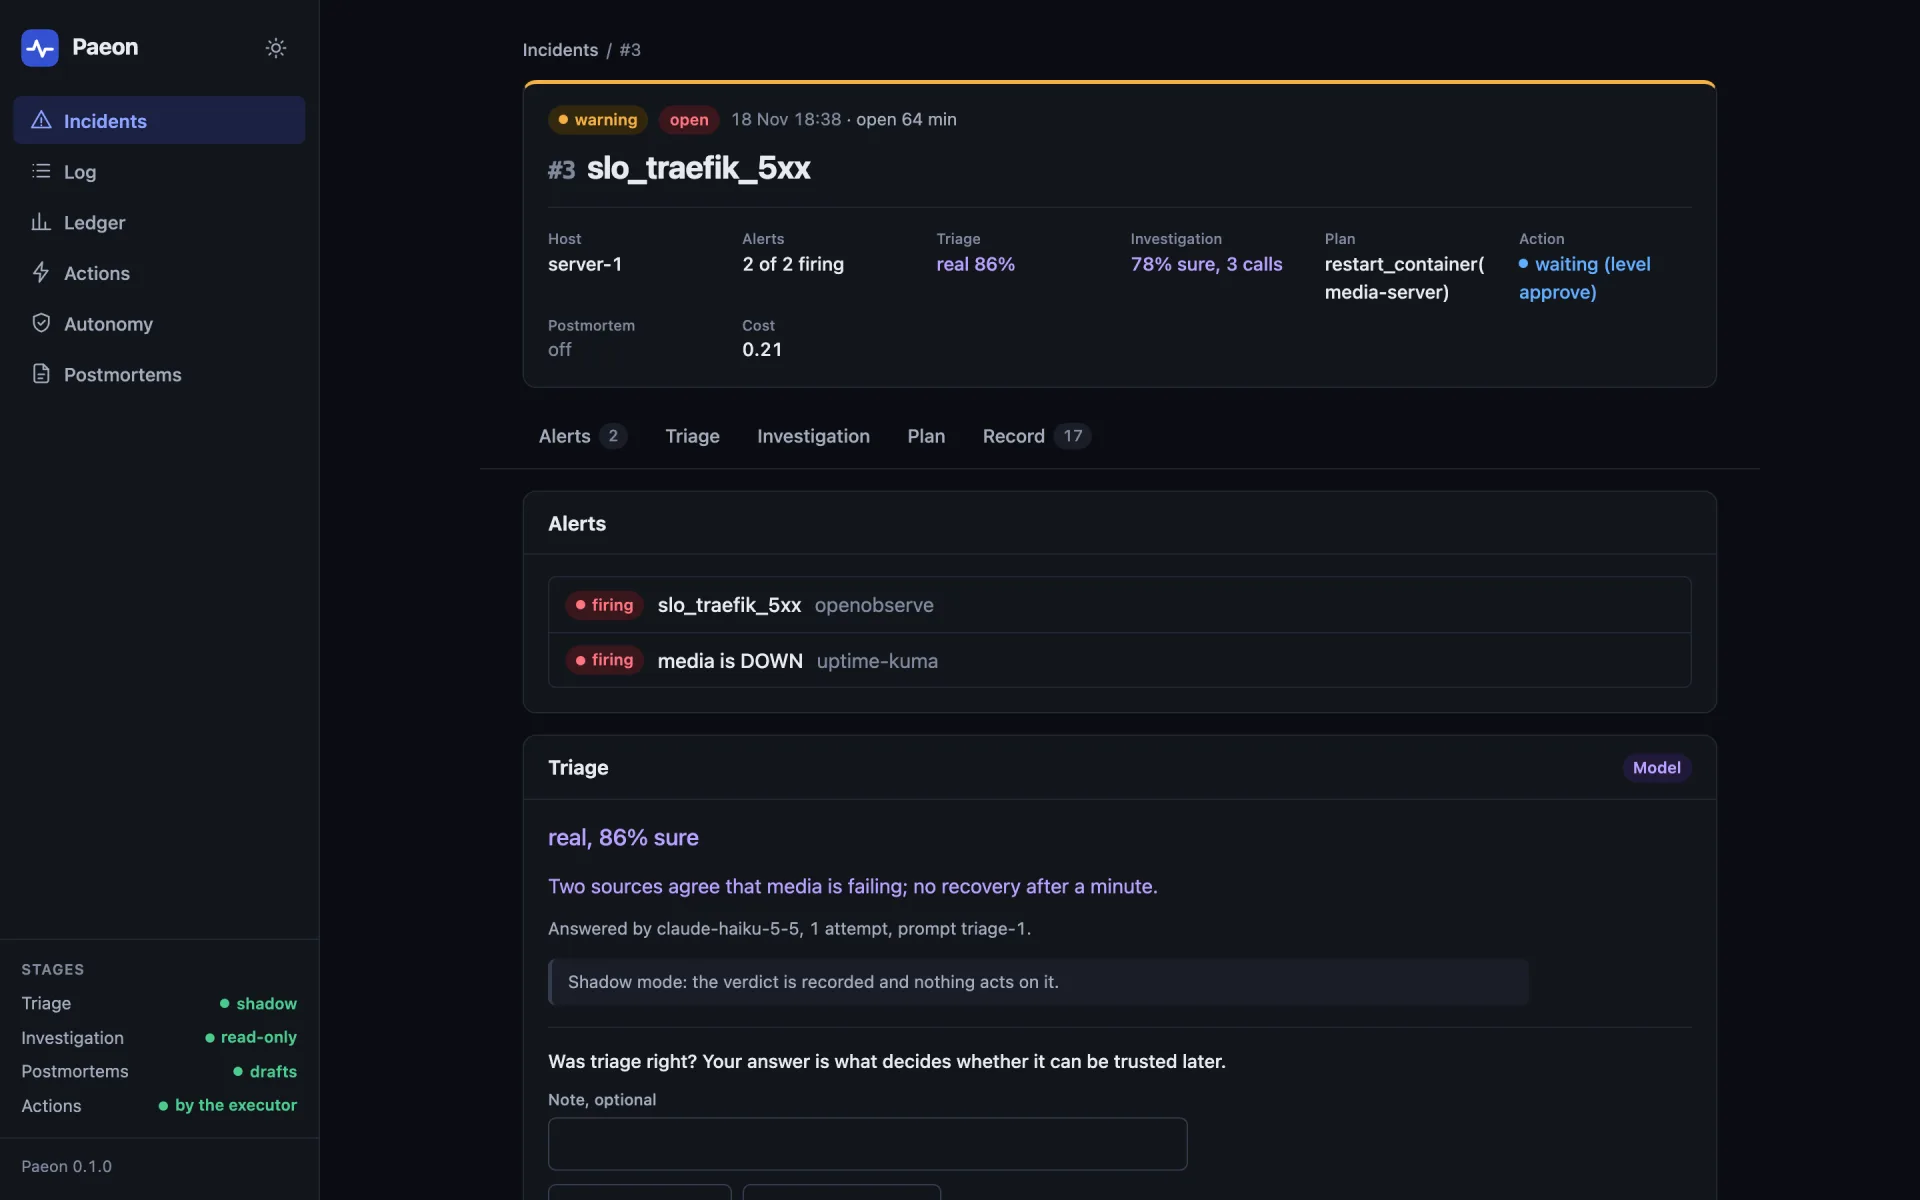 Paeon
Incidents
Log
Ledger
Actions
Autonomy
Postmortems
STAGES
Triage shadow
Investigation read-only
Postmortems drafts
Actions by the executor
Paeon 0.1.0
Incidents / #3
warning open 18 Nov 18:38 · open 64 min
#3 slo_traefik_5xx
Host
server-1
Alerts
2 of 2 firing
Triage
real 86%
Investigation
78% sure, 3 calls
Plan
restart_container(
media-server)
Action
waiting (level
approve)
Postmortem
off
Cost
0.21
Alerts 2 Triage Investigation Plan Record 17
Alerts
firing slo_traefik_5xx openobserve
firing media is DOWN uptime-kuma
Triage Model
real, 86% sure
Two sources agree that media is failing; no recovery after a minute.
Answered by claude-haiku-5-5, 1 attempt, prompt triage-1.
Shadow mode: the verdict is recorded and nothing acts on it.
Was triage right? Your answer is what decides whether it can be trusted later.
Note, optional